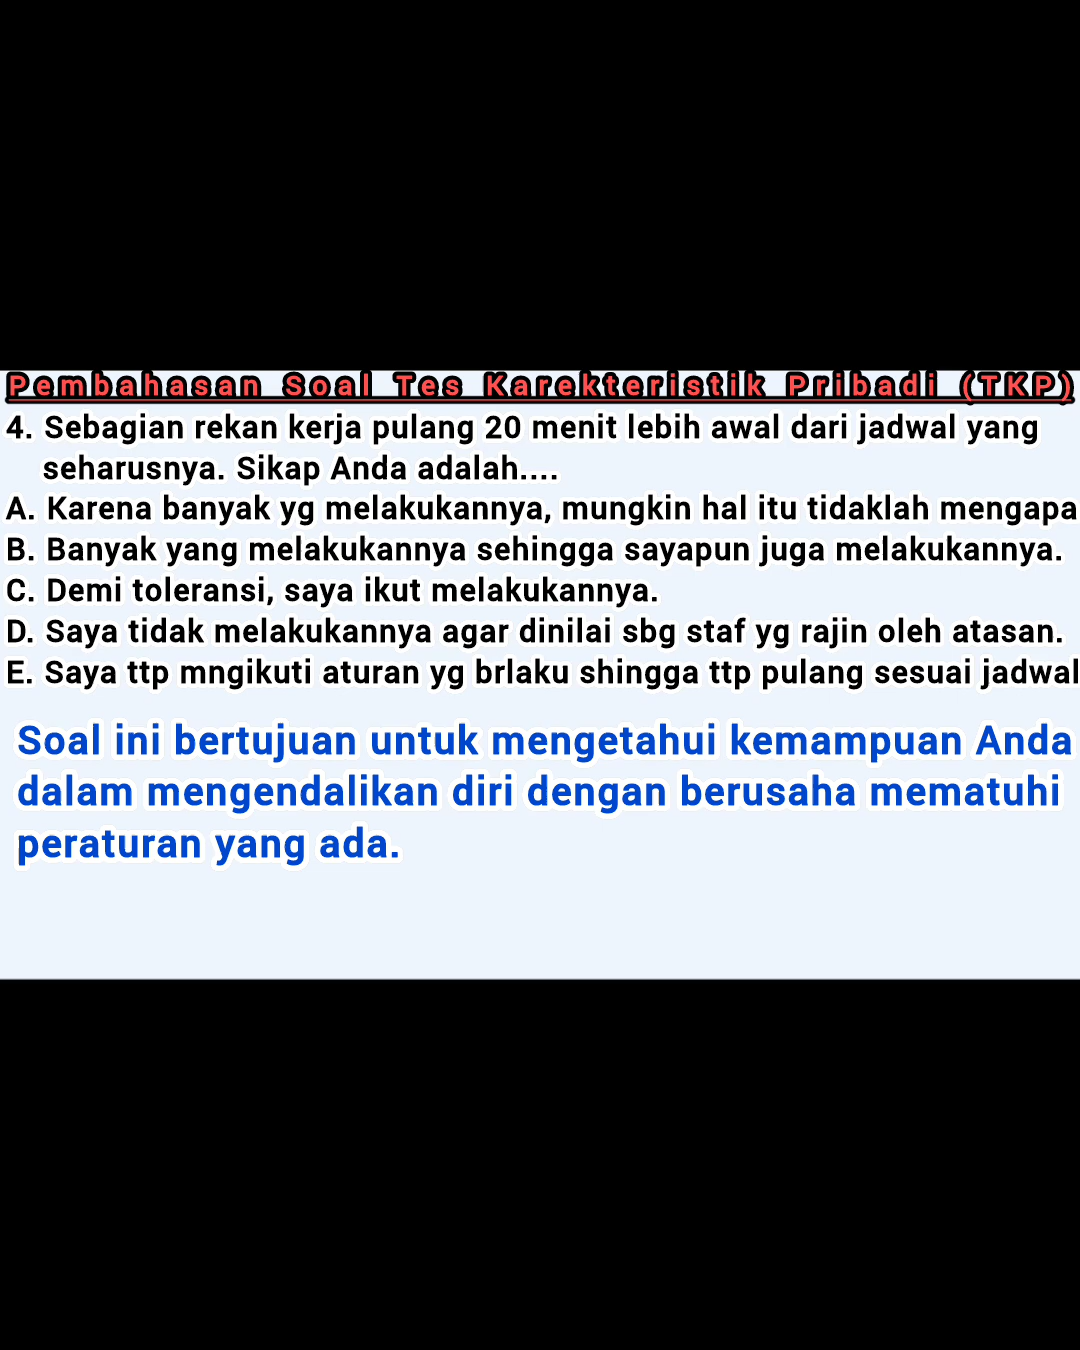 Pembahasan Soal Tes Karekteristik Pribadi (TKP)
4. Sebagian rekan kerja pulang 20 menit lebih awal dari jadwal yang
seharusnya. Sikap Anda adalah....
A. Karena banyak yg melakukannya, mungkin hal itu tidaklah mengapa
B. Banyak yang melakukannya sehingga sayapun juga melakukannya.
C. Demi toleransi, saya ikut melakukannya.
D. Saya tidak melakukannya agar dinilai sbg staf yg rajin oleh atasan.
E. Saya ttp mngikuti aturan yg brlaku shingga ttp pulang sesuai jadwal
Soal ini bertujuan untuk mengetahui kemampuan Anda
dalam mengendalikan diri dengan berusaha mematuhi
peraturan yang ada.